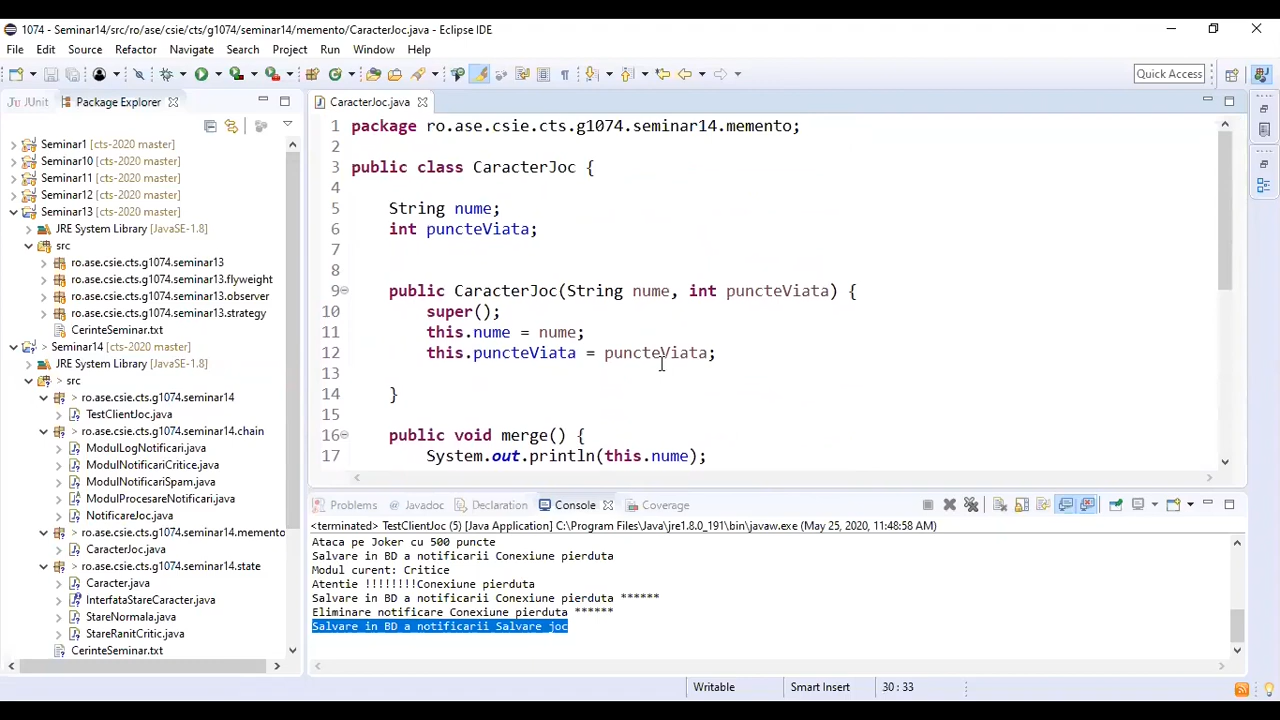 1074 - Seminar14/src/ro/ase/csie/cts/g1074/seminar14/memento/CaracterJoc.java - Eclipse IDE
File Edit Source Refactor Navigate Search Project Run Window Help
Quick Access
JUnit Package Explorer
CaracterJoc.java
Seminar1 [cts-2020 master]
Seminar10 [cts-2020 master]
Seminar11 [cts-2020 master]
Seminar12 [cts-2020 master]
Seminar13 [cts-2020 master]
JRE System Library [JavaSE-1.8]
src
ro.ase.csie.cts.g1074.seminar13
ro.ase.csie.cts.g1074.seminar13.flyweight
ro.ase.csie.cts.g1074.seminar13.observer
ro.ase.csie.cts.g1074.seminar13.strategy
CerinteSeminar.txt
> Seminar14 [cts-2020 master]
JRE System Library [JavaSE-1.8]
> src
> ro.ase.csie.cts.g1074.seminar14
TestClientJoc.java
> ro.ase.csie.cts.g1074.seminar14.chain
ModulLogNotificari.java
ModulNotificariCritice.java
ModulNotificariSpam.java
ModulProcesareNotificari.java
NotificareJoc.java
> ro.ase.csie.cts.g1074.seminar14.memento
CaracterJoc.java
> ro.ase.csie.cts.g1074.seminar14.state
Caracter.java
InterfataStareCaracter.java
StareNormala.java
StareRanitCritic.java
CerinteSeminar.txt
1 package ro.ase.csie.cts.g1074.seminar14.memento;
2
3 public class CaracterJoc {
4
5 String nume;
6 int puncteViata;
7
8
9 public CaracterJoc(String nume, int puncteViata) {
10 super();
11 this.nume = nume;
12 this.puncteViata = puncteViata;
13
14 }
15
16 public void merge() {
17 System.out.println(this.nume);
Problems Javadoc Declaration Console Coverage
<terminated> TestClientJoc (5) [Java Application] C:\Program Files\Java\jre1.8.0_191\bin\javaw.exe (May 25, 2020, 11:48:58 AM)
Ataca pe Joker cu 500 puncte
Salvare in BD a notificarii Conexiune pierduta
Modul curent: Critice
Atentie !!!!!!!!Conexiune pierduta
Salvare in BD a notificarii Conexiune pierduta ******
Eliminare notificare Conexiune pierduta ******
Salvare in BD a notificarii Salvare joc
Writable Smart Insert 30 : 33